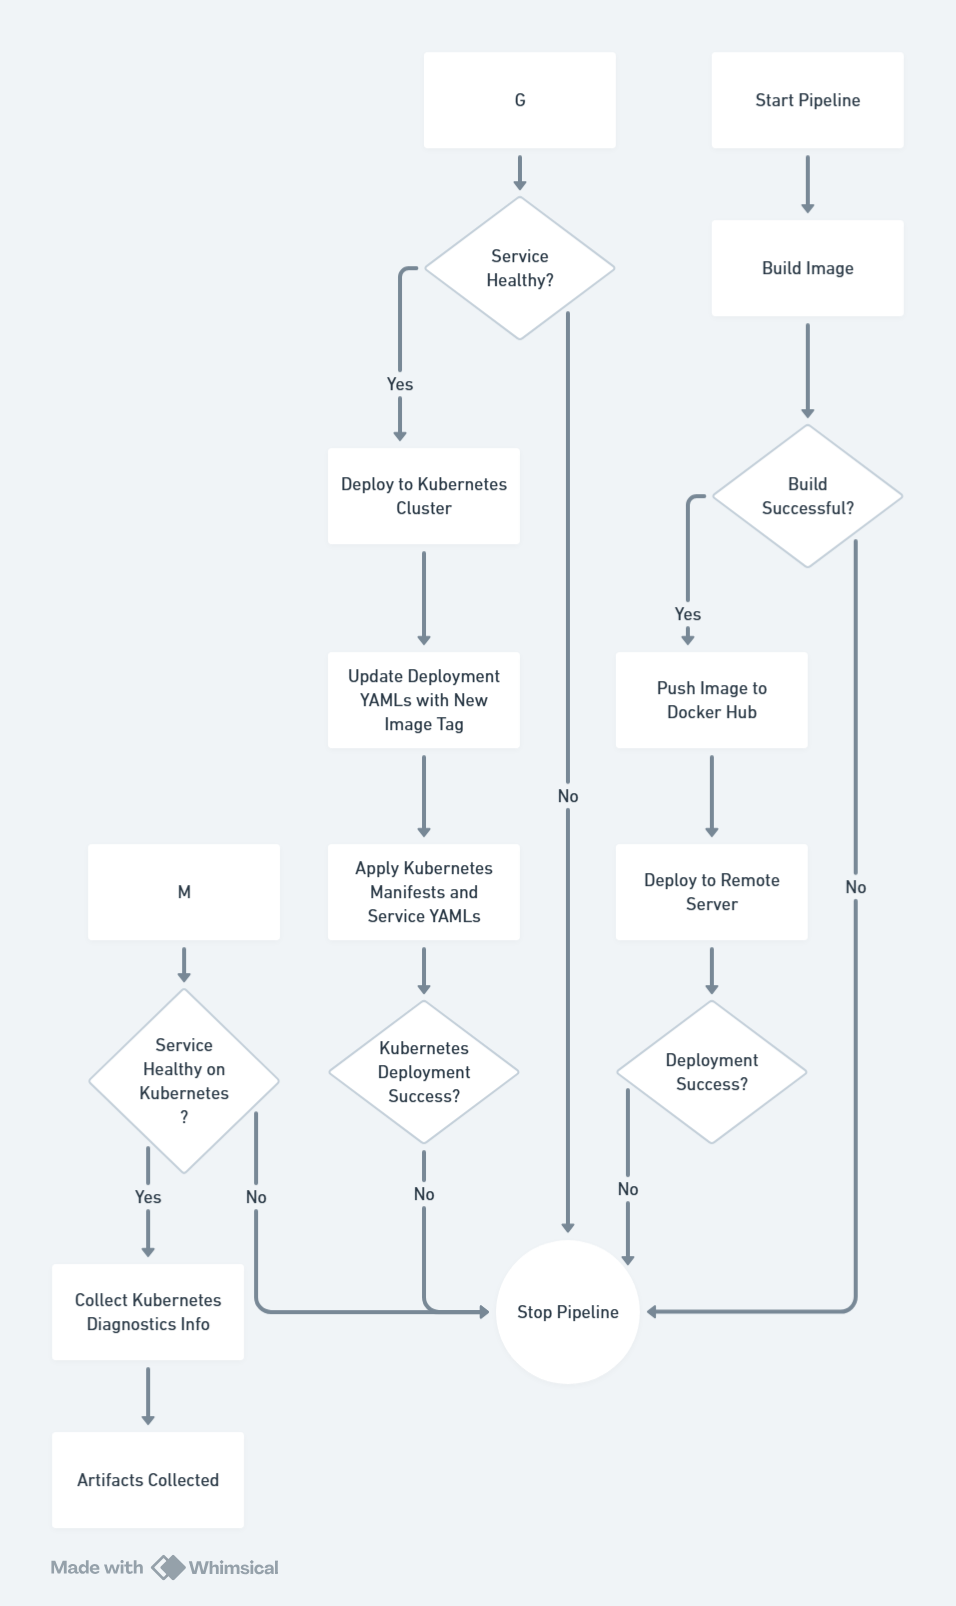 G
Start Pipeline
Service
Healthy?
Build Image
Yes
Deploy to Kubernetes
Cluster
Build
Successful?
Yes
Update Deployment
YAMLs with New
Image Tag
Push Image to
Docker Hub
No
M
Apply Kubernetes
Manifests and
Service YAMLs
Deploy to Remote
Server
No
Service
Healthy on
Kubernetes
?
Kubernetes
Deployment
Success?
Deployment
Success?
Yes
No
No
No
Collect Kubernetes
Diagnostics Info
Stop Pipeline
Artifacts Collected
Made with Whimsical